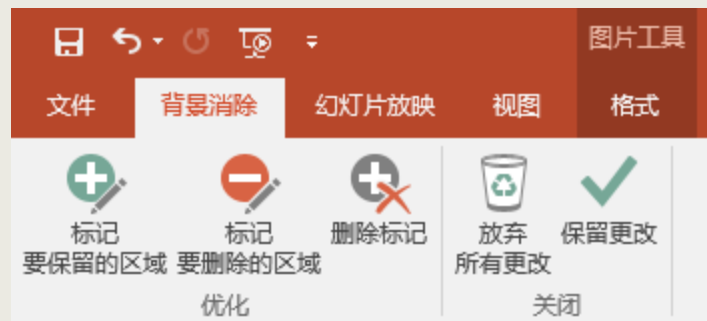 图片工具
文件 背景消除 幻灯片放映 视图 格式
标记 标记 删除标记 放弃 保留更改
要保留的区域 要删除的区域 所有更改
优化 关闭